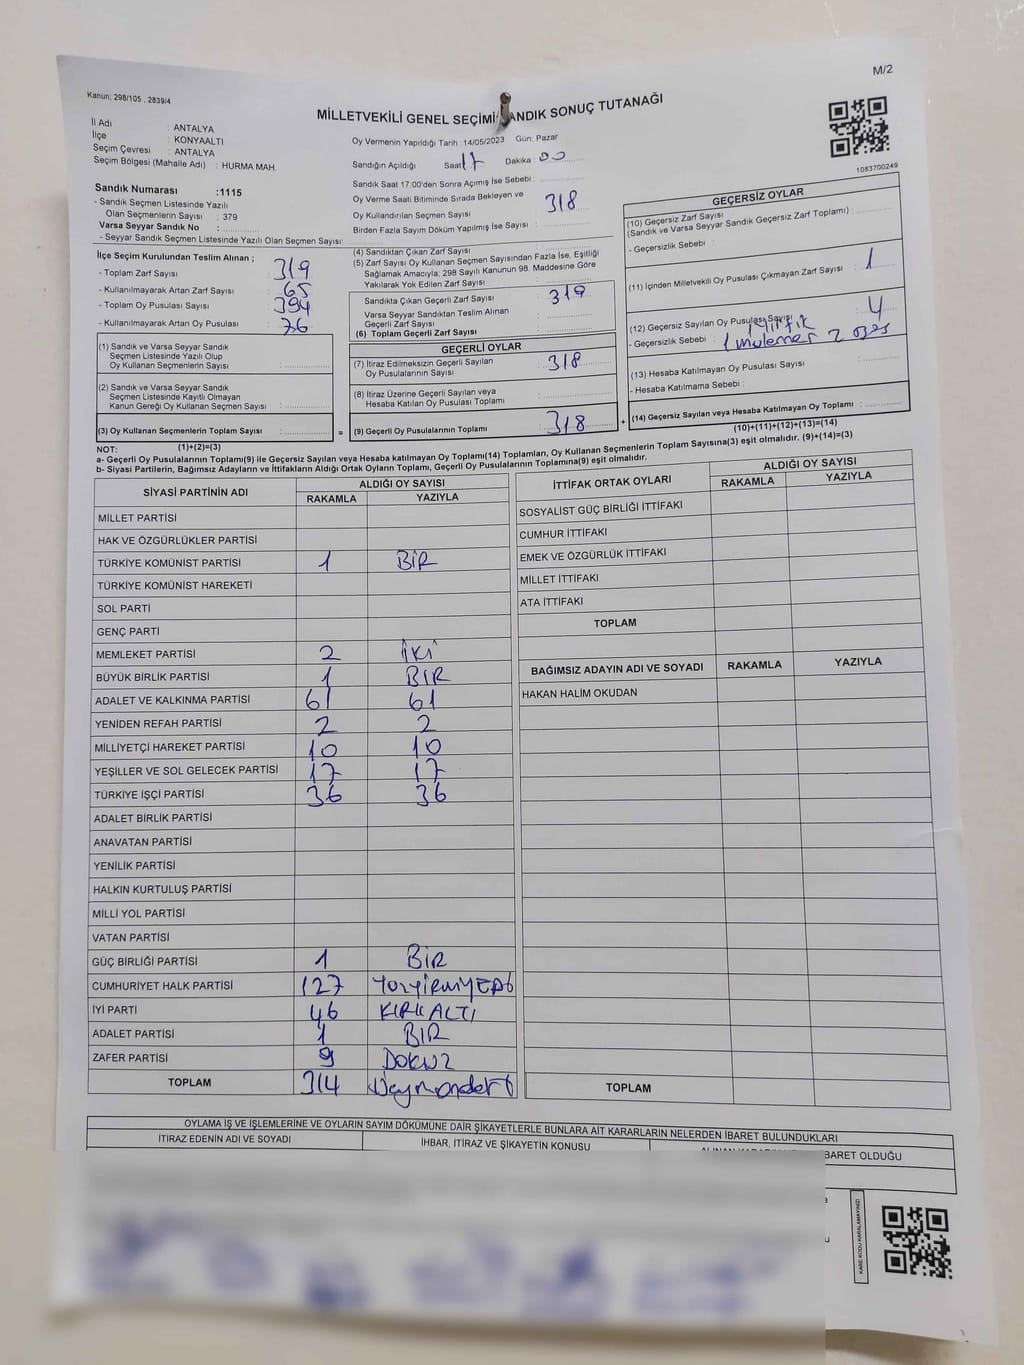 M/2
Kanun: 298/105 , 2839/4
MİLLETVEKİLİ GENEL SEÇİMİ SANDIK SONUÇ TUTANAĞI
İl Adı : ANTALYA
İlçe : KONYAALTI
Seçim Çevresi : ANTALYA
Seçim Bölgesi (Mahalle Adı) : HURMA MAH.
Sandık Numarası :1115
- Sandık Seçmen Listesinde Yazılı
Olan Seçmenlerin Sayısı : 379
Varsa Seyyar Sandık No :
- Seyyar Sandık Seçmen Listesinde Yazılı Olan Seçmen Sayısı:
Oy Vermenin Yapıldığı Tarih : 14/05/2023 Gün: Pazar
Sandığın Açıldığı Saat : 17 Dakika : 00
Sandık Saat 17:00'den Sonra Açımış İse Sebebi :
Oy Verme Saati Bitiminde Sırada Bekleyen ve
Oy Kullandırılan Seçmen Sayısı : 318
Birden Fazla Sayım Döküm Yapılmış İse Sayısı :
1083700249
İlçe Seçim Kurulundan Teslim Alınan ;
- Toplam Zarf Sayısı : 319
- Kullanılmayarak Artan Zarf Sayısı : 65
- Toplam Oy Pusulası Sayısı : 394
- Kullanılmayarak Artan Oy Pusulası : 76
(1) Sandık ve Varsa Seyyar Sandık
Seçmen Listesinde Yazılı Olup
Oy Kullanan Seçmenlerin Sayısı :
(2) Sandık ve Varsa Seyyar Sandık
Seçmen Listesinde Kayıtlı Olmayan
Kanun Gereği Oy Kullanan Seçmen Sayısı :
(3) Oy Kullanan Seçmenlerin Toplam Sayısı :
(1)+(2)=(3)
(4) Sandıktan Çıkan Zarf Sayısı :
(5) Zarf Sayısı Oy Kullanan Seçmen Sayısından Fazla İse, Eşitliği
Sağlamak Amacıyla, 298 Sayılı Kanunun 98. Maddesine Göre
Yakılarak Yok Edilen Zarf Sayısı :
Sandıkta Çıkan Geçerli Zarf Sayısı : 319
Varsa Seyyar Sandıktan Teslim Alınan
Geçerli Zarf Sayısı :
(6) Toplam Geçerli Zarf Sayısı :
GEÇERLİ OYLAR
(7) İtiraz Edilmeksizin Geçerli Sayılan
Oy Pusulalarının Sayısı : 318
(8) İtiraz Üzerine Geçerli Sayılan veya
Hesaba Katılan Oy Pusulası Toplamı :
= (9) Geçerli Oy Pusulalarının Toplamı : 318 +
GEÇERSİZ OYLAR
(10) Geçersiz Zarf Sayısı
(Sandık ve Varsa Seyyar Sandık Geçersiz Zarf Toplamı) :
- Geçersizlik Sebebi :
(11) İçinden Milletvekili Oy Pusulası Çıkmayan Zarf Sayısı : 1
(12) Geçersiz Sayılan Oy Pusulası Sayısı : 4
- Geçersizlik Sebebi :
(13) Hesaba Katılmayan Oy Pusulası Sayısı :
- Hesaba Katılmama Sebebi :
(14) Geçersiz Sayılan veya Hesaba Katılmayan Oy Toplamı :
(10)+(11)+(12)+(13)=(14)
NOT:
a- Geçerli Oy Pusulalarının Toplamı(9) ile Geçersiz Sayılan veya Hesaba katılmayan Oy Toplamı(14) Toplamları, Oy Kullanan Seçmenlerin Toplam Sayısına(3) eşit olmalıdır. (9)+(14)=(3)
b- Siyasi Partilerin, Bağımsız Adayların ve İttifakların Aldığı Ortak Oyların Toplamı, Geçerli Oy Pusulalarının Toplamına(9) eşit olmalıdır.
SİYASİ PARTİNİN ADI ALDIĞI OY SAYISI
RAKAMLA YAZIYLA
MİLLET PARTİSİ
HAK VE ÖZGÜRLÜKLER PARTİSİ
TÜRKİYE KOMÜNİST PARTİSİ 1 BİR
TÜRKİYE KOMÜNİST HAREKETİ
SOL PARTİ
GENÇ PARTİ
MEMLEKET PARTİSİ 2 İKİ
BÜYÜK BİRLİK PARTİSİ 1 BIR
ADALET VE KALKINMA PARTİSİ 61 61
YENİDEN REFAH PARTİSİ 2 2
MİLLİYETÇİ HAREKET PARTİSİ 10 10
YEŞİLLER VE SOL GELECEK PARTİSİ 17 17
TÜRKİYE İŞÇİ PARTİSİ 36 36
ADALET BİRLİK PARTİSİ
ANAVATAN PARTİSİ
YENİLİK PARTİSİ
HALKIN KURTULUŞ PARTİSİ
MİLLİ YOL PARTİSİ
VATAN PARTİSİ
GÜÇ BİRLİĞİ PARTİSİ 1 BİR
CUMHURİYET HALK PARTİSİ 127
İYİ PARTİ 46 KIRKALTI
ADALET PARTİSİ 1 BIR
ZAFER PARTİSİ 9 DOKUZ
TOPLAM 314
İTTİFAK ORTAK OYLARI ALDIĞI OY SAYISI
RAKAMLA YAZIYLA
SOSYALİST GÜÇ BİRLİĞİ İTTİFAKI
CUMHUR İTTİFAKI
EMEK VE ÖZGÜRLÜK İTTİFAKI
MİLLET İTTİFAKI
ATA İTTİFAKI
TOPLAM
BAĞIMSIZ ADAYIN ADI VE SOYADI RAKAMLA YAZIYLA
HAKAN HALİM OKUDAN
TOPLAM
OYLAMA İŞ VE İŞLEMLERİNE VE OYLARIN SAYIM DÖKÜMÜNE DAİR ŞİKAYETLERLE BUNLARA AİT KARARLARIN NELERDEN İBARET BULUNDUKLARI
İTİRAZ EDENİN ADI VE SOYADI İHBAR, İTİRAZ VE ŞİKAYETİN KONUSU BARET OLDUĞU
KARE KODU KARALAMAYINIZ!